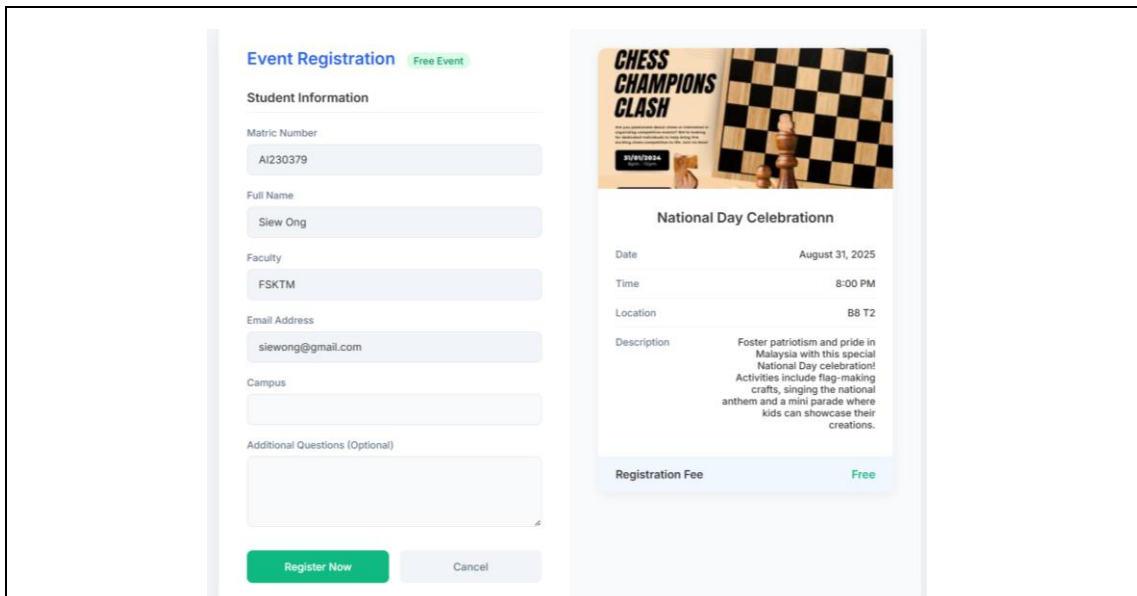 Event Registration Free Event
Student Information
Matric Number
AI230379
Full Name
Siew Ong
Faculty
FSKTM
Email Address
siewong@gmail.com
Campus
Additional Questions (Optional)
Register Now Cancel
CHESS
CHAMPIONS
CLASH
31/01/2024
National Day Celebrationn
Date August 31, 2025
Time 8:00 PM
Location B8 T2
Description Foster patriotism and pride in
Malaysia with this special
National Day celebration!
Activities include flag-making
crafts, singing the national
anthem and a mini parade where
kids can showcase their
creations.
Registration Fee Free